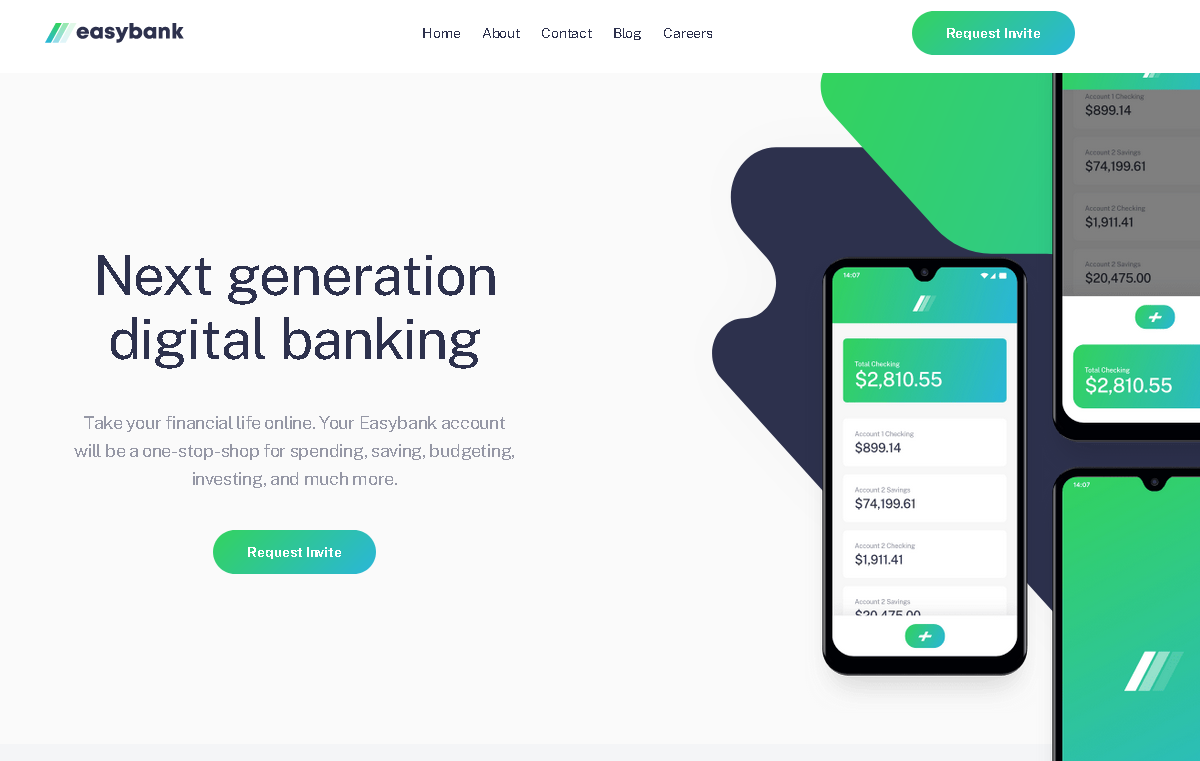 easybank
Home About Contact Blog Careers
Request Invite
Next generation
digital banking
Take your financial life online. Your Easybank account
will be a one-stop-shop for spending, saving, budgeting,
investing, and much more.
Request Invite
14:07
Total Checking
$2,810.55
Account 1 Checking
$899.14
Account 2 Savings
$74,199.61
Account 2 Checking
$1,911.41
Account 2 Savings
$20,475.00
Account 1 Checking
$899.14
Account 2 Savings
$74,199.61
Account 2 Checking
$1,911.41
Account 2 Savings
$20,475.00
Total Checking
$2,810.55
14:07